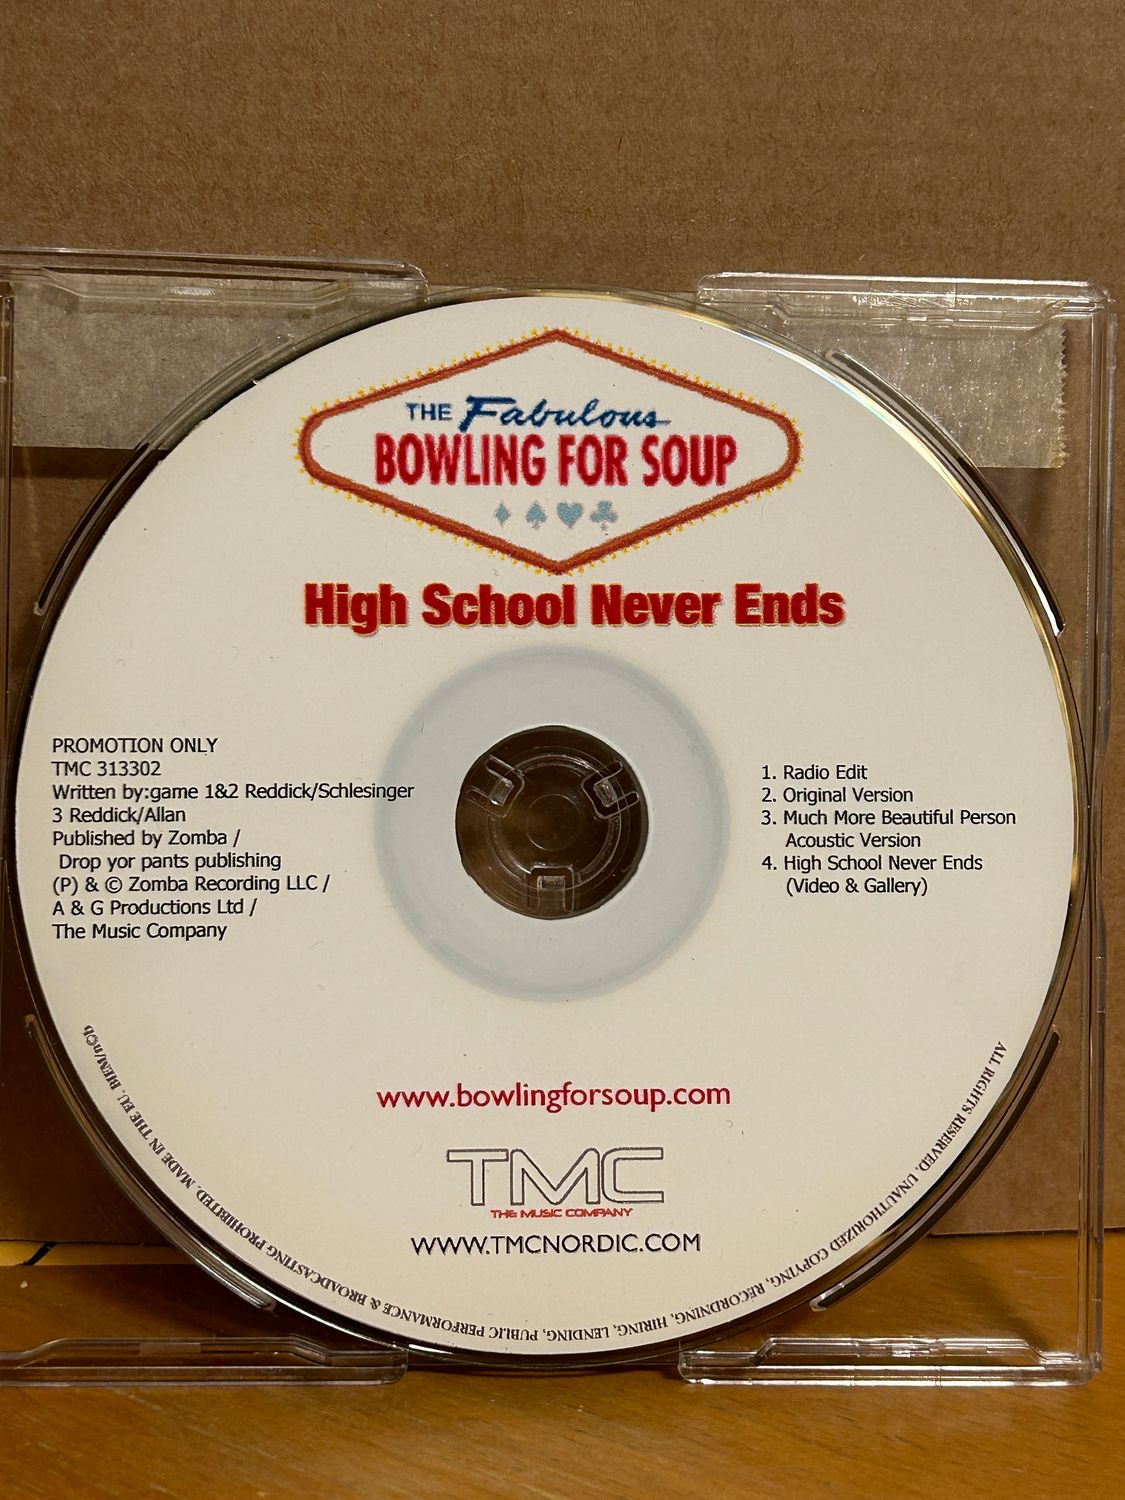 THE Fabulous
BOWLING FOR SOUP
High School Never Ends
PROMOTION ONLY
TMC 313302
Written by:game 1&2 Reddick/Schlesinger
3 Reddick/Allan
Published by Zomba /
Drop yor pants publishing
(P) & © Zomba Recording LLC /
A & G Productions Ltd /
The Music Company
1. Radio Edit
2. Original Version
3. Much More Beautiful Person
Acoustic Version
4. High School Never Ends
(Video & Gallery)
www.bowlingforsoup.com
TMC
THE MUSIC COMPANY
WWW.TMCNORDIC.COM
ALL RIGHTS RESERVED. UNAUTHORIZED COPYING, RECORDNING, HIRING, LENDING, PUBLIC PERFORMANCE & BROADCASTING PROHIBITED. MADE IN THE EU. BIEM/n©b